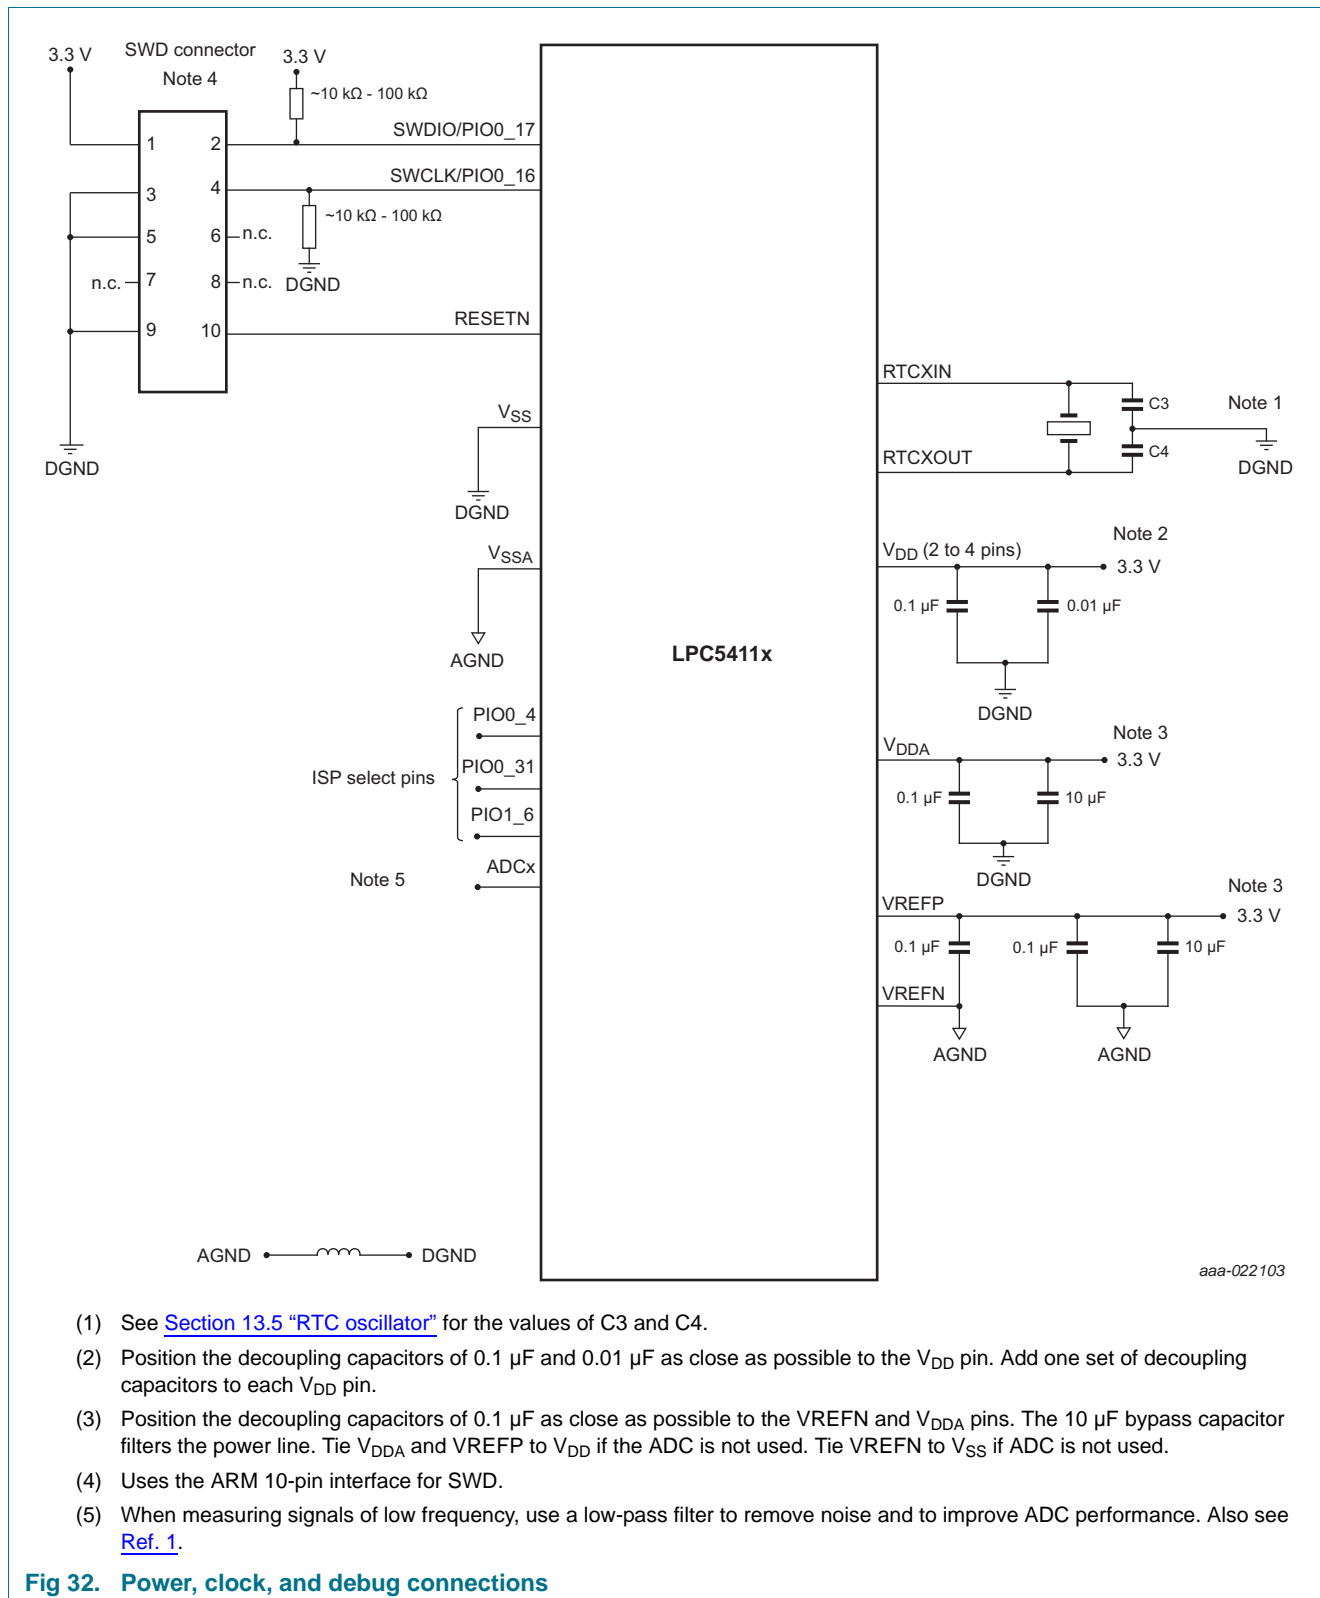 3.3 V
SWD connector
Note 4
3.3 V
~10 kΩ - 100 kΩ
1
2
SWDIO/PIO0_17
3
4
SWCLK/PIO0_16
~10 kΩ - 100 kΩ
5
6
n.c.
n.c.
7
8
n.c.
DGND
9
10
RESETN
DGND
VSS
DGND
VSSA
AGND
ISP select pins
PIO0_4
PIO0_31
PIO1_6
Note 5
ADCx
LPC5411x
RTCXIN
C3
Note 1
RTCXOUT
C4
DGND
Note 2
VDD (2 to 4 pins)
3.3 V
0.1 µF
0.01 µF
DGND
Note 3
VDDA
3.3 V
0.1 µF
10 µF
DGND
Note 3
VREFP
3.3 V
0.1 µF
0.1 µF
10 µF
VREFN
AGND
AGND
AGND
DGND
aaa-022103
(1) See Section 13.5 “RTC oscillator” for the values of C3 and C4.
(2) Position the decoupling capacitors of 0.1 µF and 0.01 µF as close as possible to the VDD pin. Add one set of decoupling
capacitors to each VDD pin.
(3) Position the decoupling capacitors of 0.1 µF as close as possible to the VREFN and VDDA pins. The 10 µF bypass capacitor
filters the power line. Tie VDDA and VREFP to VDD if the ADC is not used. Tie VREFN to VSS if ADC is not used.
(4) Uses the ARM 10-pin interface for SWD.
(5) When measuring signals of low frequency, use a low-pass filter to remove noise and to improve ADC performance. Also see
Ref. 1.
Fig 32. Power, clock, and debug connections